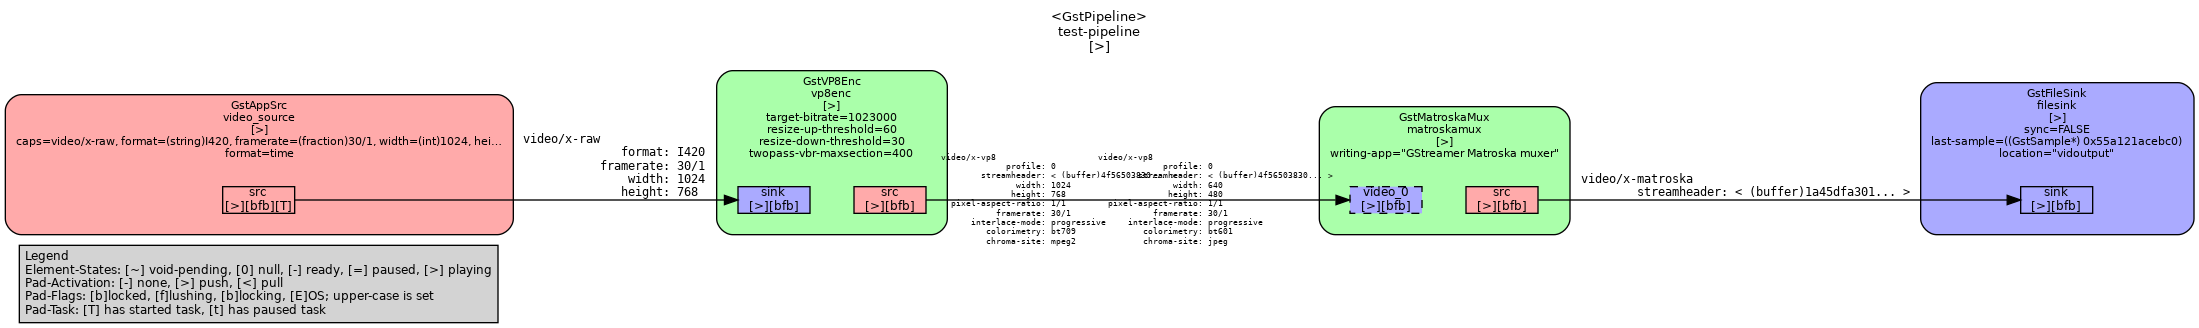 <GstPipeline>
test-pipeline
[>]
GstAppSrc
video_source
[>]
caps=video/x-raw, format=(string)I420, framerate=(fraction)30/1, width=(int)1024, hei…
format=time
src
[>][bfb][T]
video/x-raw
format: I420
framerate: 30/1
width: 1024
height: 768
GstVP8Enc
vp8enc
[>]
target-bitrate=1023000
resize-up-threshold=60
resize-down-threshold=30
twopass-vbr-maxsection=400
sink
[>][bfb]
src
[>][bfb]
video/x-vp8
profile: 0
streamheader: < (buffer)4f56503830...
width: 1024
height: 768
pixel-aspect-ratio: 1/1
framerate: 30/1
interlace-mode: progressive
colorimetry: bt709
chroma-site: mpeg2
video/x-vp8
profile: 0
streamheader: < (buffer)4f56503830... >
width: 640
height: 480
pixel-aspect-ratio: 1/1
framerate: 30/1
interlace-mode: progressive
colorimetry: bt601
chroma-site: jpeg
GstMatroskaMux
matroskamux
[>]
writing-app="GStreamer Matroska muxer"
video_0
[>][bfb]
src
[>][bfb]
video/x-matroska
streamheader: < (buffer)1a45dfa301... >
GstFileSink
filesink
[>]
sync=FALSE
last-sample=((GstSample*) 0x55a121acebc0)
location="vidoutput"
sink
[>][bfb]
Legend
Element-States: [~] void-pending, [0] null, [-] ready, [=] paused, [>] playing
Pad-Activation: [-] none, [>] push, [<] pull
Pad-Flags: [b]locked, [f]lushing, [b]locking, [E]OS; upper-case is set
Pad-Task: [T] has started task, [t] has paused task